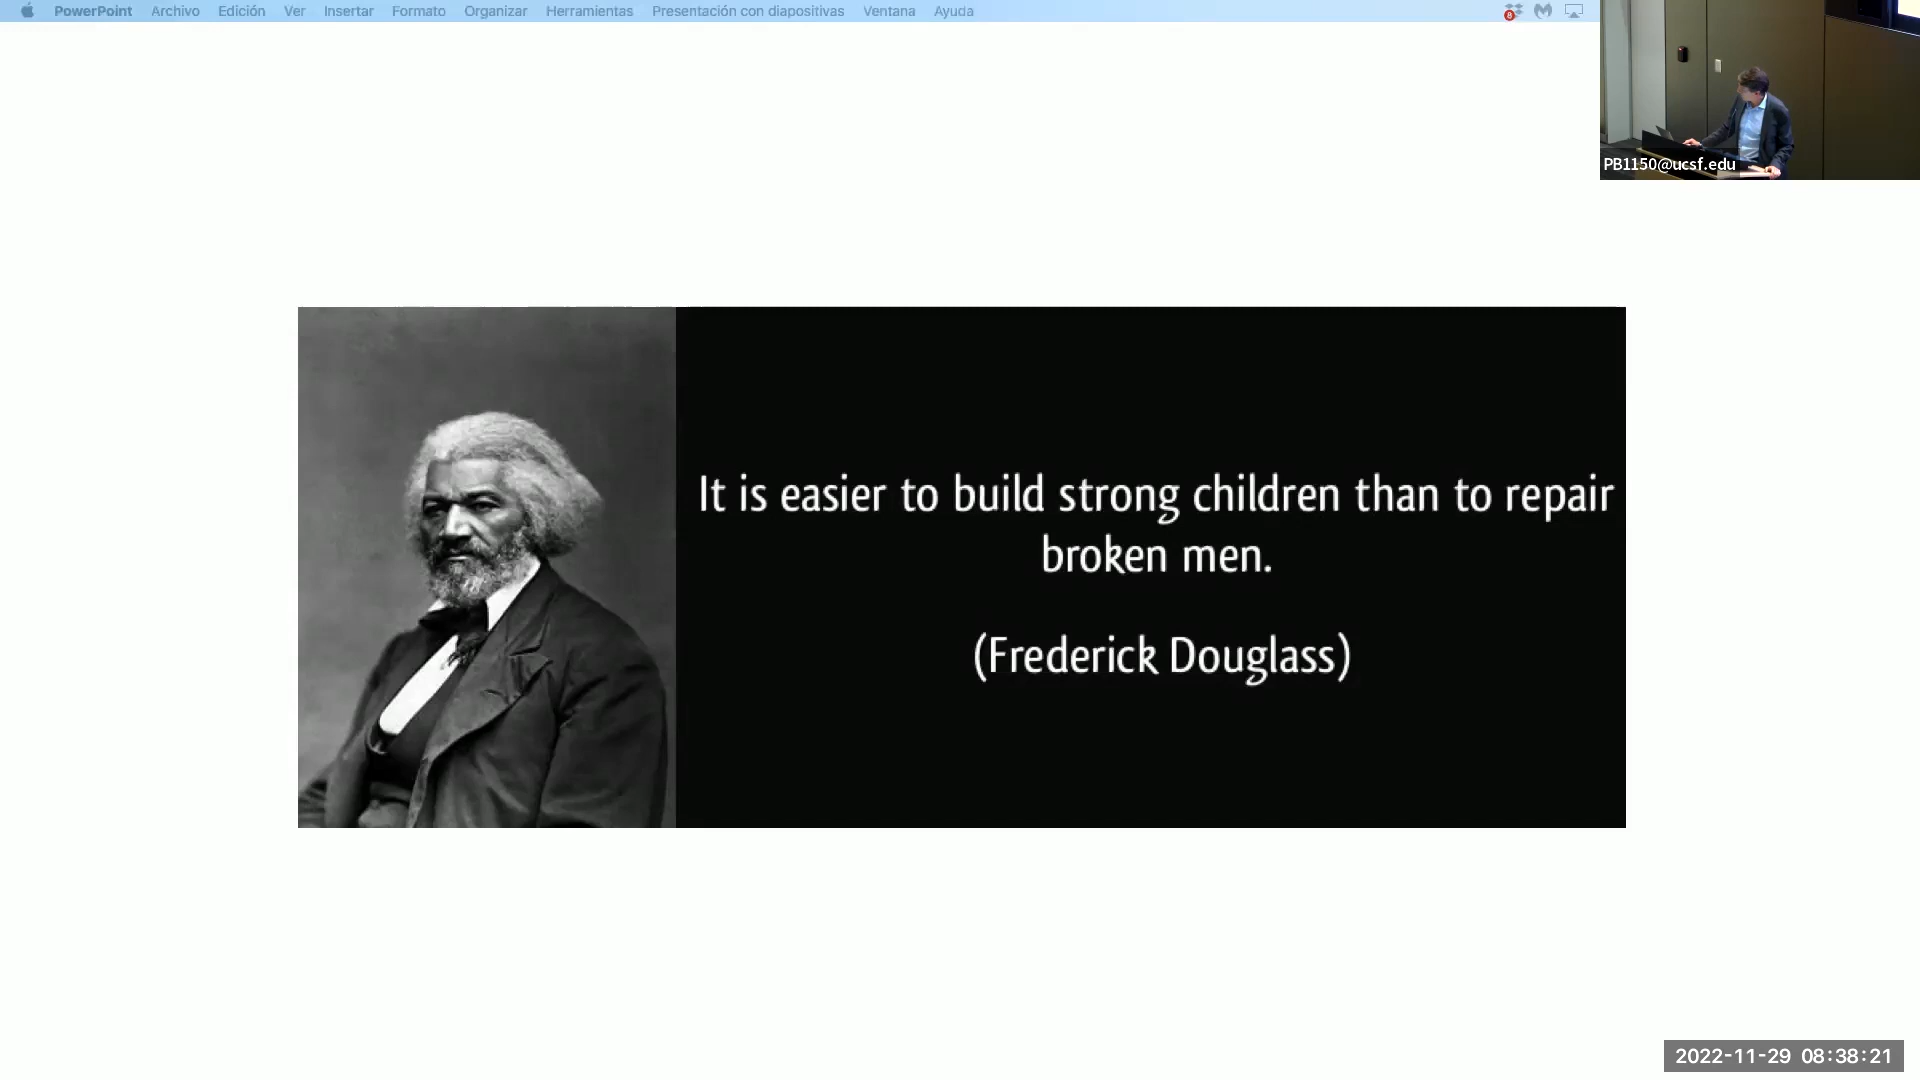 PowerPoint Archivo Edición Ver Insertar Formato Organizar Herramientas Presentación con diapositivas Ventana Ayuda
8
PB1150@ucsf.edu
It is easier to build strong children than to repair
broken men.
(Frederick Douglass)
2022-11-29 08:38:21